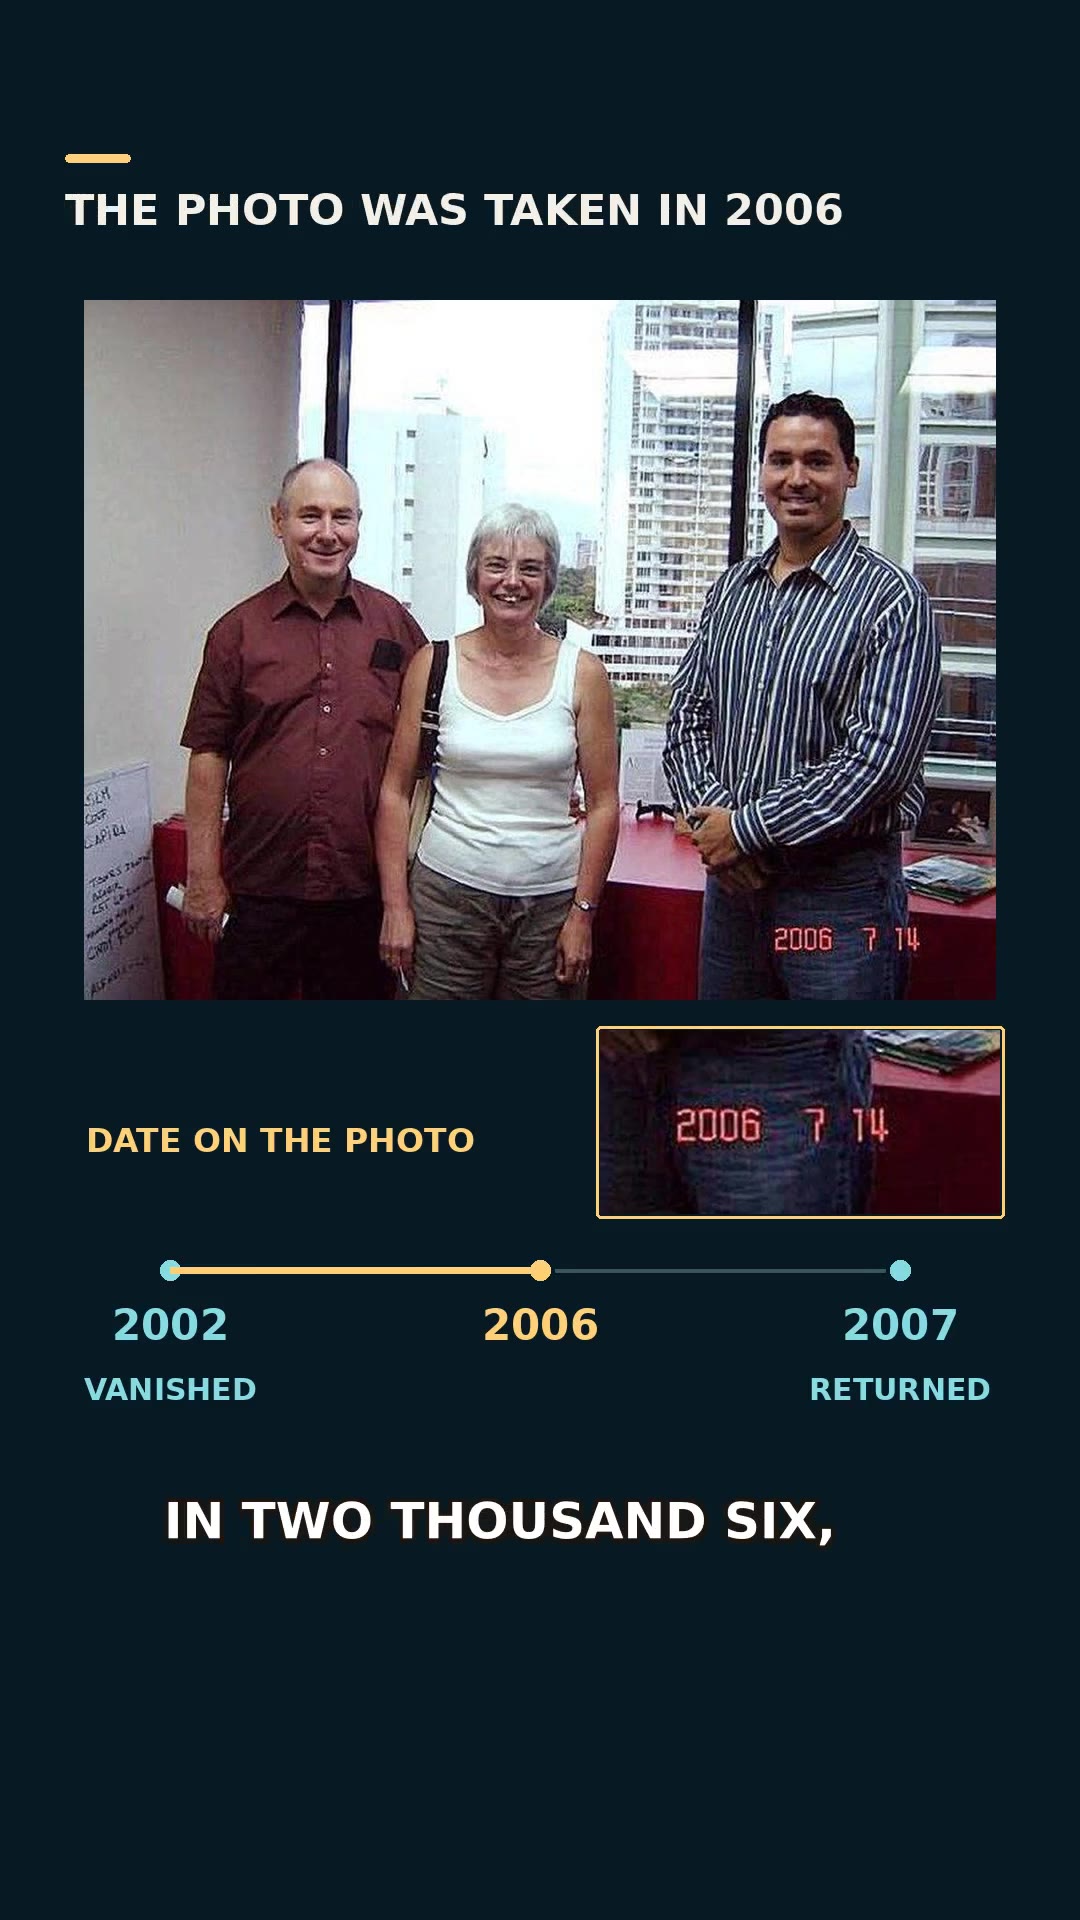 THE PHOTO WAS TAKEN IN 2006
SLM
2006 7 14
2006 7 14
DATE ON THE PHOTO
2002
2006
2007
VANISHED
RETURNED
IN TWO THOUSAND SIX,